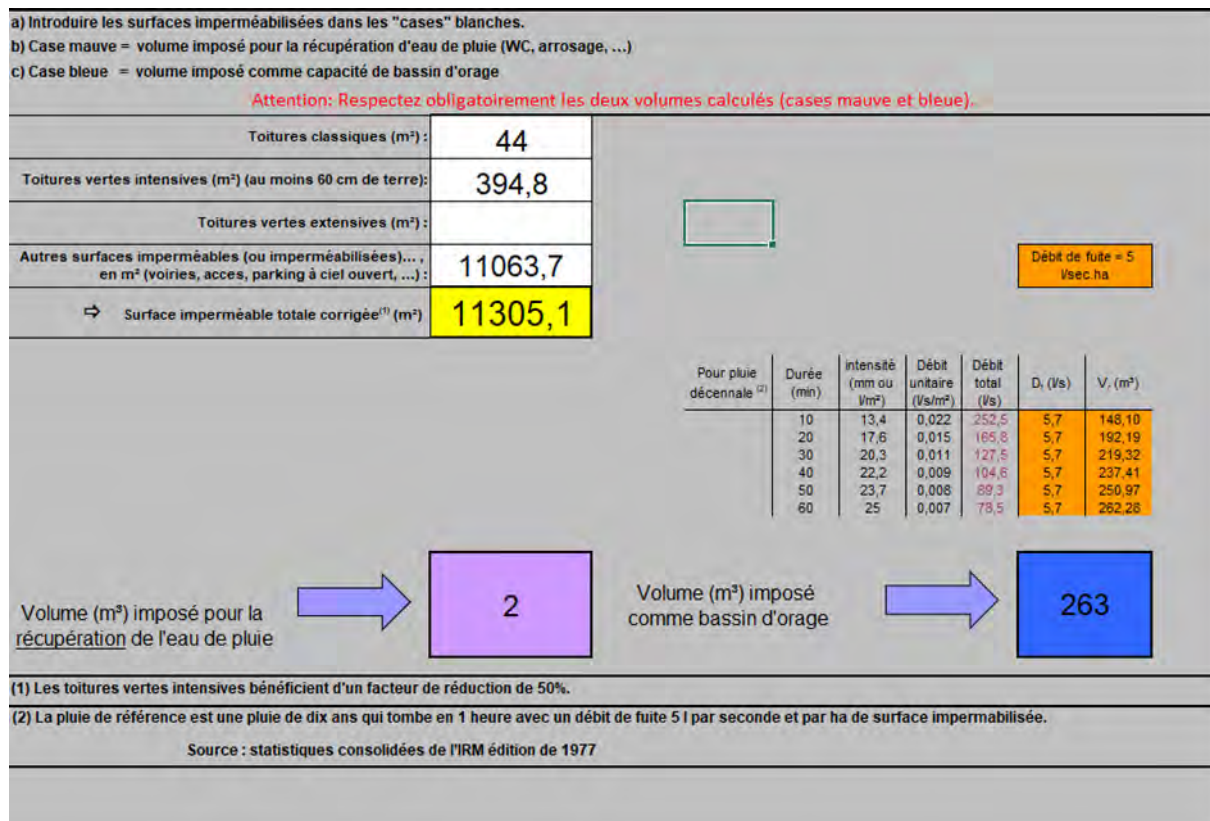 a) Introduire les surfaces imperméabilisées dans les "cases" blanches.
b) Case mauve = volume imposé pour la récupération d'eau de pluie (WC, arrosage, ...)
c) Case bleue = volume imposé comme capacité de bassin d'orage
Attention: Respectez obligatoirement les deux volumes calculés (cases mauve et bleue).
Toitures classiques (m²) : 44
Toitures vertes intensives (m²) (au moins 60 cm de terre): 394,8
Toitures vertes extensives (m²) :
Autres surfaces imperméables (ou imperméabilisées)... ,
en m² (voiries, acces, parking à ciel ouvert, ...) : 11063,7
Débit de fuite = 5
l/sec.ha
⇨ Surface imperméable totale corrigée⁽¹⁾ (m²) 11305,1
Pour pluie
décennale ⁽²⁾
Durée
(min)
intensité
(mm ou
l/m²)
Débit
unitaire
(l/s/m²)
Débit
total
(l/s)
Dᵣ (l/s)
Vᵣ (m³)
10 13,4 0,022 252,5 5,7 148,10
20 17,6 0,015 165,8 5,7 192,19
30 20,3 0,011 127,5 5,7 219,32
40 22,2 0,009 104,6 5,7 237,41
50 23,7 0,008 89,3 5,7 250,97
60 25 0,007 78,5 5,7 262,28
Volume (m³) imposé pour la
récupération de l'eau de pluie
2
Volume (m³) imposé
comme bassin d'orage
263
(1) Les toitures vertes intensives bénéficient d'un facteur de réduction de 50%.
(2) La pluie de référence est une pluie de dix ans qui tombe en 1 heure avec un débit de fuite 5 l par seconde et par ha de surface impermabilisée.
Source : statistiques consolidées de l'IRM édition de 1977